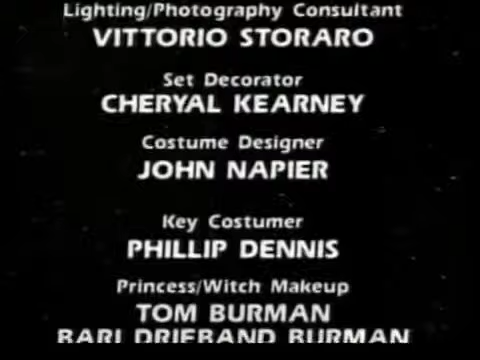 Lighting/Photography Consultant
VITTORIO STORARO
Set Decorator
CHERYAL KEARNEY
Costume Designer
JOHN NAPIER
Key Costumer
PHILLIP DENNIS
Princess/Witch Makeup
TOM BURMAN
BARI DRIEBAND BURMAN